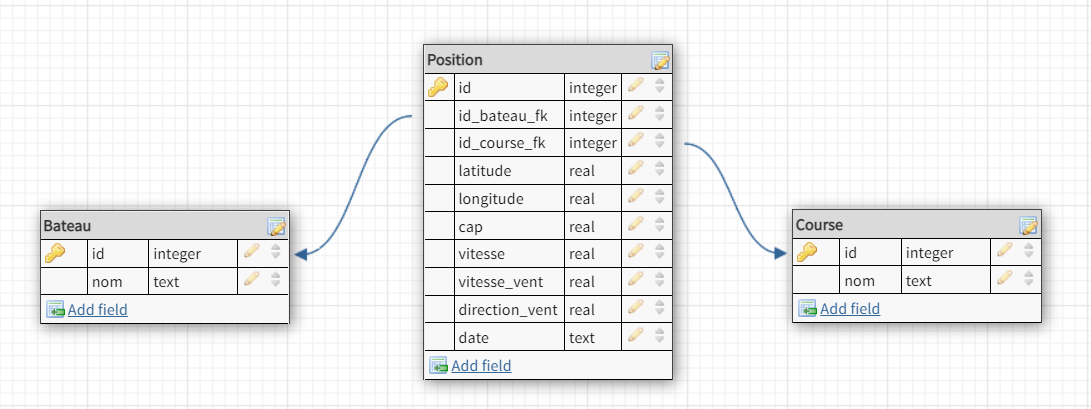 Position
id integer
id_bateau_fk integer
id_course_fk integer
latitude real
longitude real
cap real
vitesse real
vitesse_vent real
direction_vent real
date text
Add field
Bateau
id integer
nom text
Add field
Course
id integer
nom text
Add field